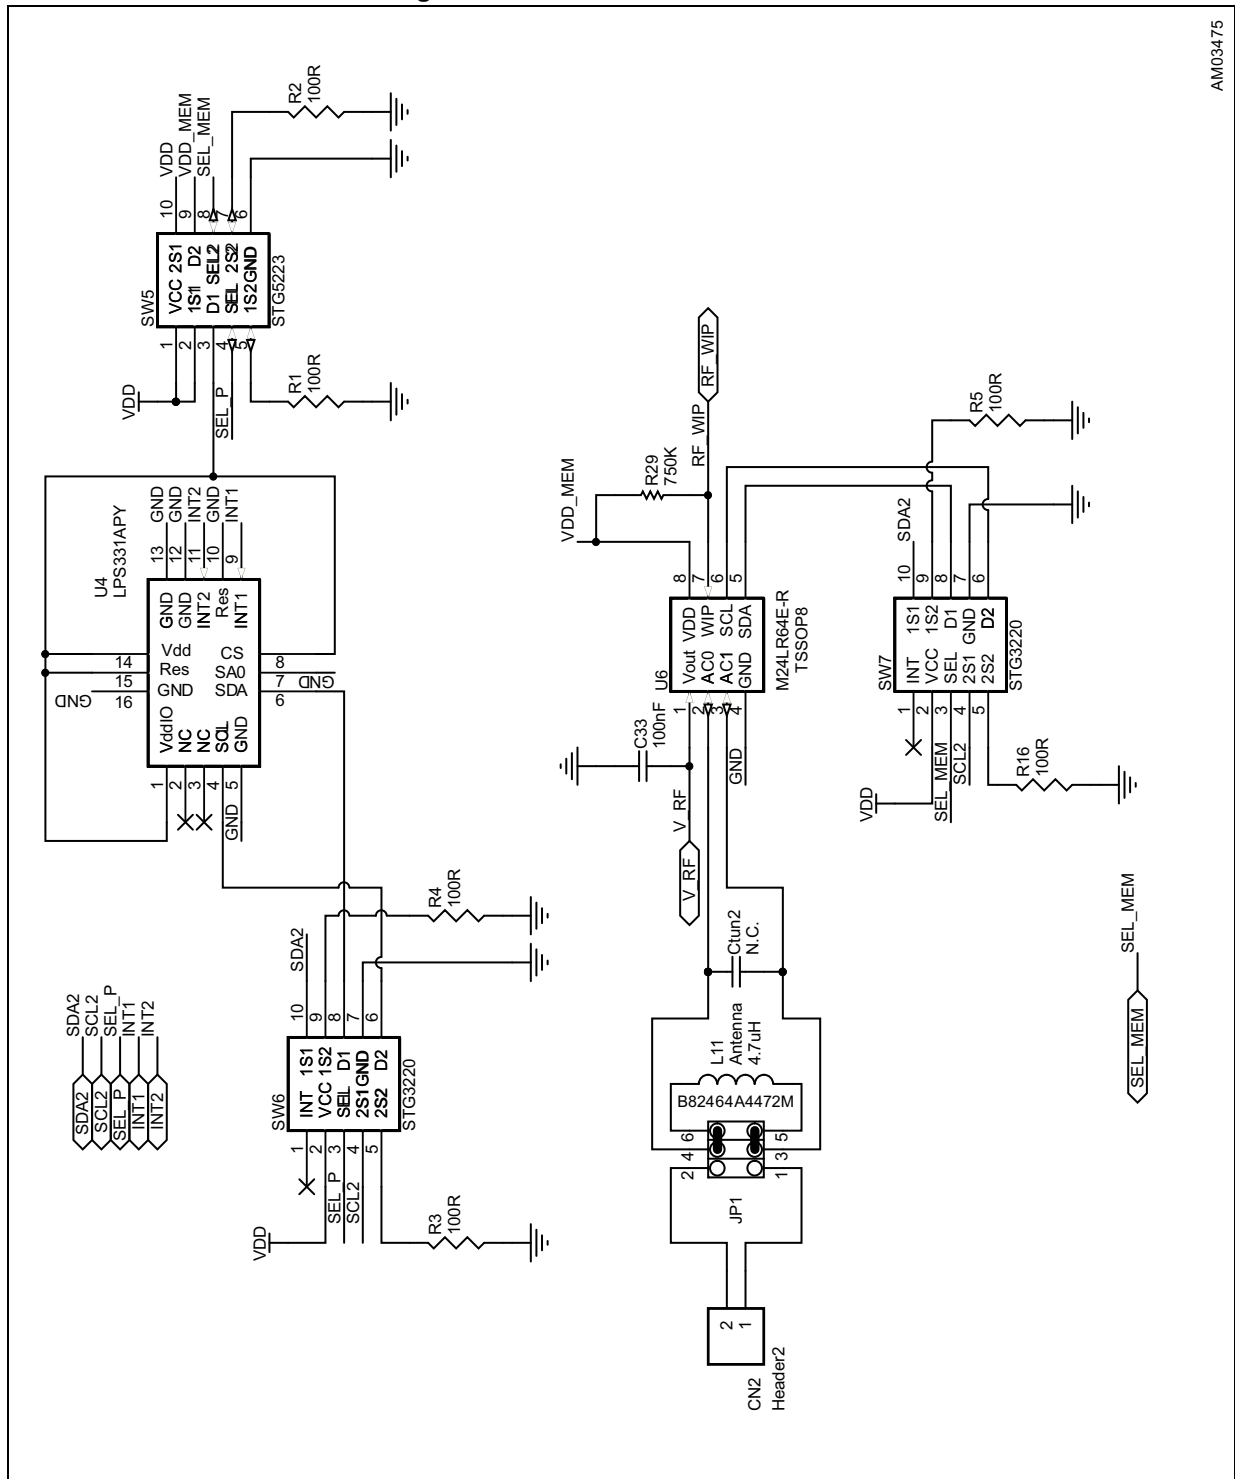 g
AM03475
SW5
STG5223
VCC 2S1
1S1 D2
D1 SEL2
SEL 2S2
1S2 GND
1
2
3
4
5
10
9
8
7
6
VDD
VDD_MEM
SEL_MEM
VDD
SEL_P
R1
100R
R2
100R
U4
LPS331APY
VddIO
NC
NC
SCL
GND
1
2
3
4
5
GND
GND
GND
INT2
Res
INT1
13
12
11
10
9
GND
GND
INT2
GND
INT1
Vdd
Res
GND
14
15
16
GND
CS
SA0
SDA
8
7
6
GND
SDA2
SCL2
SEL_P
INT1
INT2
SDA2
SCL2
SEL_P
INT1
INT2
SW6
STG3220
INT 1S1
VCC 1S2
SEL D1
2S1 GND
2S2 D2
1
2
3
4
5
10
9
8
7
6
VDD
SEL_P
SCL2
SDA2
R3
100R
R4
100R
U6
M24LR64E-R
TSSOP8
Vout VDD
AC0 WIP
AC1 SCL
GND SDA
1
2
3
4
8
7
6
5
GND
VDD_MEM
R29
750K
RF_WIP
RF_WIP
C33
100nF
V_RF
V_RF
Ctun2
N.C.
L11
Antenna
4.7uH
B82464A4472M
6
4
2
5
3
1
JP1
2
1
CN2
Header2
SW7
STG3220
INT 1S1
VCC 1S2
SEL D1
2S1 GND
2S2 D2
1
2
3
4
5
10
9
8
7
6
VDD
SEL_MEM
SCL2
SDA2
R5
100R
R16
100R
SEL_MEM
SEL_MEM